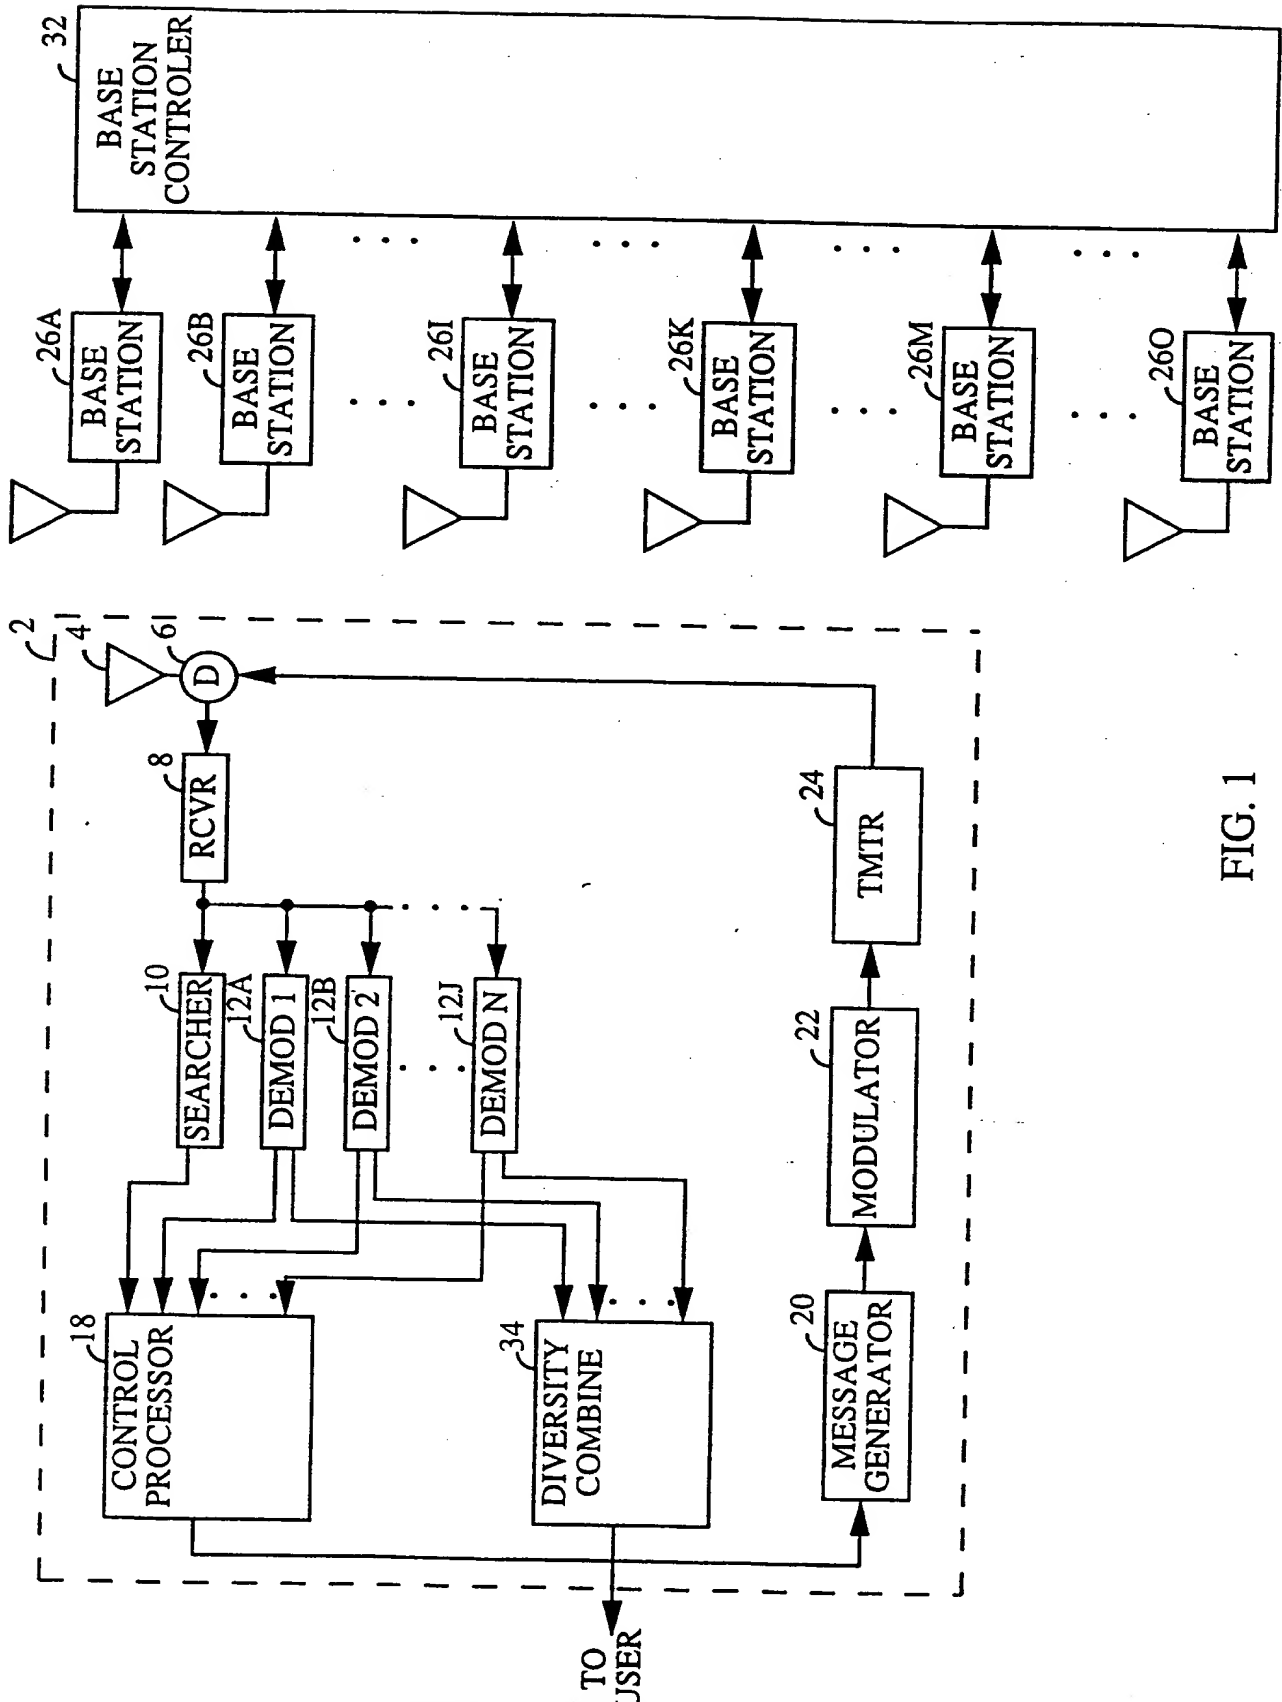 2
4
6
D
8
RCVR
10
SEARCHER
12A
DEMOD 1
12B
DEMOD 2
12J
DEMOD N
18
CONTROL
PROCESSOR
34
DIVERSITY
COMBINE
TO
USER
20
MESSAGE
GENERATOR
22
MODULATOR
24
TMTR
26A
BASE
STATION
26B
BASE
STATION
26I
BASE
STATION
26K
BASE
STATION
26M
BASE
STATION
26O
BASE
STATION
32
BASE
STATION
CONTROLER
FIG. 1